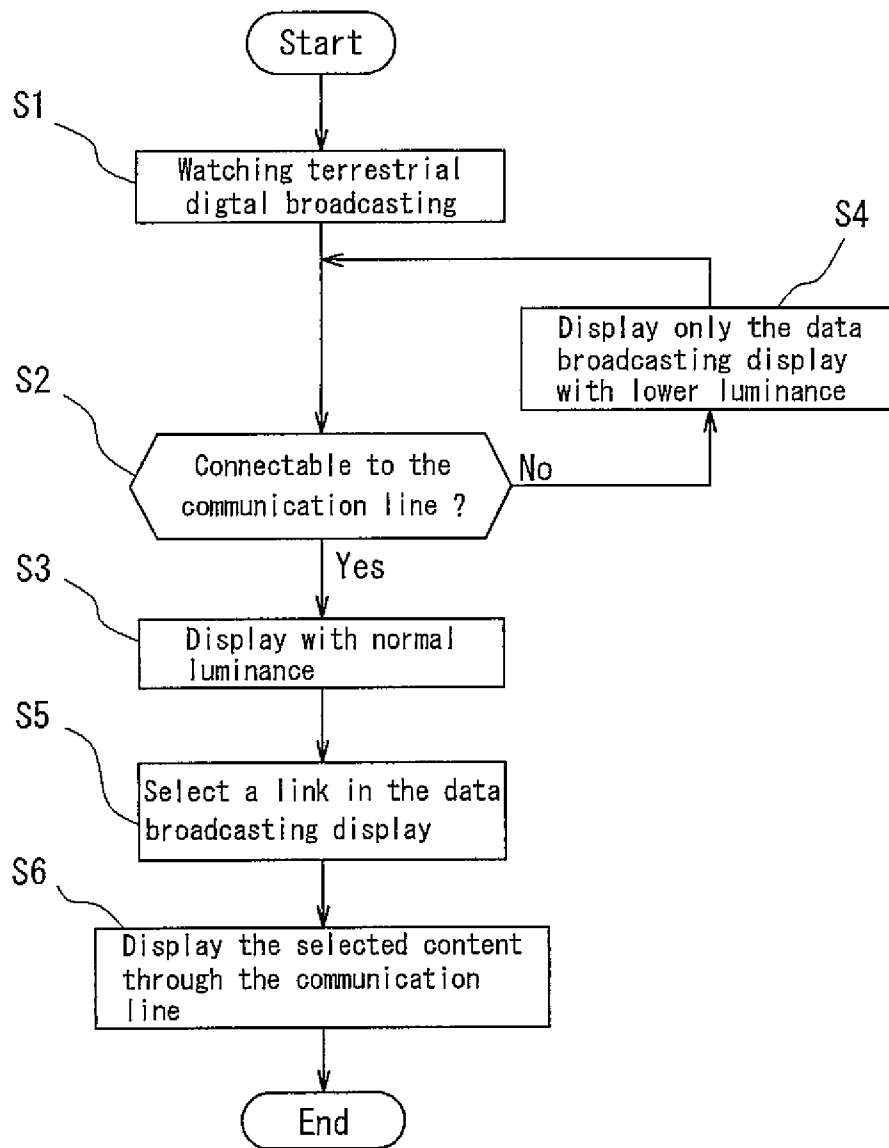 Start
S1
Watching terrestrial
digtal broadcasting
S4
Display only the data
broadcasting display
with lower luminance
S2
Connectable to the
communication line ?
No
Yes
S3
Display with normal
luminance
S5
Select a link in the data
broadcasting display
S6
Display the selected content
through the communication
line
End